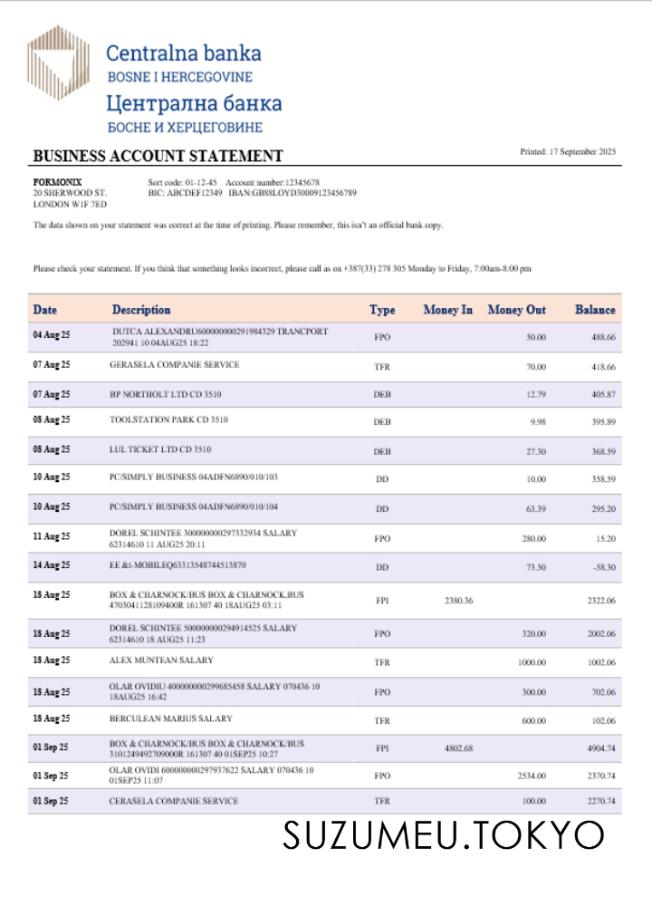 Centralna banka
BOSNE I HERCEGOVINE
Централна банка
БОСНЕ И ХЕРЦЕГОВИНЕ
BUSINESS ACCOUNT STATEMENT
Printed: 17 September 2025
FORMONIX Sort code: 01-12-45 Account number:12345678
20 SHERWOOD ST. BIC: ABCDEF12349 IBAN:GB88LOYD30009123456789
LONDON W1F 7ED
The data shown on your statement was correct at the time of printing. Please remember, this isn't an official bank copy.
Please check your statement. If you think that something looks incorrect, please call as on +387(33) 278 305 Monday to Friday, 7:00am-8:00 pm
Date Description Type Money In Money Out Balance
04 Aug 25 DUTCA ALEXANDRU600000000291984329 TRANCPORT FPO 50.00 488.66
202941 10 04AUG25 18:22
07 Aug 25 GERASELA COMPANIE SERVICE TFR 70.00 418.66
07 Aug 25 BP NORTHOLT LTD CD 3510 DEB 12.79 405.87
08 Aug 25 TOOLSTATION PARK CD 3510 DEB 9.98 395.89
08 Aug 25 LUL TICKET LTD CD 3510 DEB 27.30 368.59
10 Aug 25 PC/SIMPLY BUSINESS 04ADFN6890/010/103 DD 10.00 358.59
10 Aug 25 PC/SIMPLY BUSINESS 04ADFN6890/010/104 DD 63.39 295.20
11 Aug 25 DOREL SCHINTEE 300000000297332934 SALARY FPO 280.00 15.20
62314610 11 AUG25 20:11
14 Aug 25 EE &t-MOBILEQ63313548744513870 DD 73.50 -58.30
18 Aug 25 BOX & CHARNOCK/BUS BOX & CHARNOCK,BUS FPI 2380.36 2322.06
4703041128109400R 161307 40 18AUG25 03:11
18 Aug 25 DOREL SCHINTEE 500000000294914525 SALARY FPO 320.00 2002.06
62314610 18 AUG25 11:23
18 Aug 25 ALEX MUNTEAN SALARY TFR 1000.00 1002.06
18 Aug 25 OLAR OVIDIU 400000000299685458 SALARY 070436 10 FPO 300.00 702.06
18AUG25 16:42
18 Aug 25 BERCULEAN MARIUS SALARY TFR 600.00 102.06
01 Sep 25 BOX & CHARNOCK/BUS BOX & CHARNOCK/BUS FPI 4802.68 4904.74
3101249492709000R 161307 40 01SEP25 10:27
01 Sep 25 OLAR OVIDI 600000000297937622 SALARY 070436 10 FPO 2534.00 2370.74
01SEP25 11:07
01 Sep 25 CERASELA COMPANIE SERVICE TFR 100.00 2270.74
SUZUMEU.TOKYO